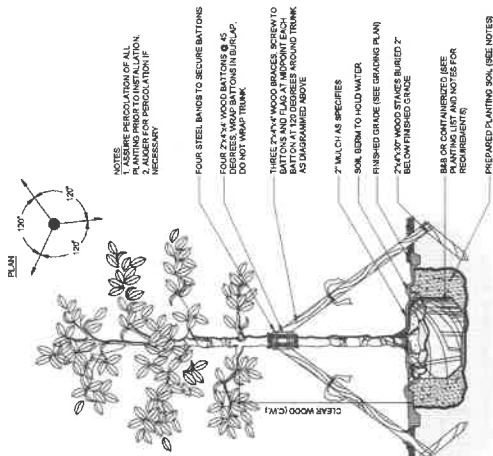 PLAN
120°
120°
120°
NOTES:
1. ASSURE PERCOLATION OF ALL
PLANTING PRIOR TO INSTALLATION.
2. AUGER FOR PERCOLATION IF
NECESSARY
FOUR STEEL BANDS TO SECURE BATTONS
FOUR 2"x4"x4' WOOD BATTONS @ 45
DEGREES, WRAP BATTONS IN BURLAP.
DO NOT WRAP TRUNK
THREE 2"x4"x4' WOOD BRACES, SCREW TO
BATTONS AND FLAG AT MIDPOINT EACH
BATTON AT 120 DEGREES AROUND TRUNK
AS DIAGRAMMED ABOVE
2" MULCH AS SPECIFIES
SOIL BERM TO HOLD WATER
FINISHED GRADE (SEE GRADING PLAN)
2"x4"x30" WOOD STAKES BURIED 2"
BELOW FINISHED GRADE
B&B OR CONTAINERIZED (SEE
PLANTING LIST AND NOTES FOR
REQUIREMENTS)
PREPARED PLANTING SOIL (SEE NOTES)
CLEAR WOOD (C.W.)